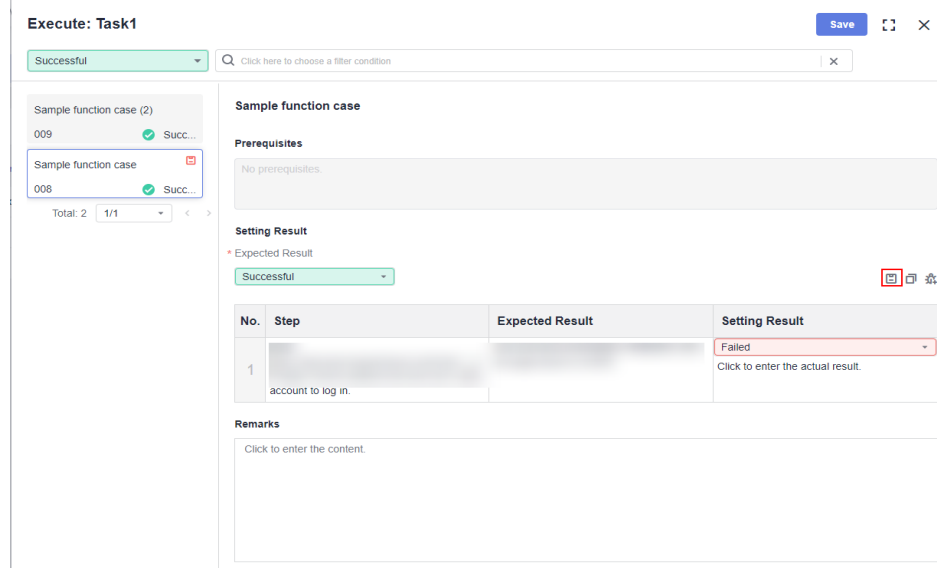 Execute: Task1
Save
Successful
Click here to choose a filter condition
Sample function case (2)
009
Succ...
Sample function case
008
Succ...
Total: 2
1/1
Sample function case
Prerequisites
No prerequisites.
Setting Result
* Expected Result
Successful
No. Step Expected Result Setting Result
1
Failed
Click to enter the actual result.
account to log in.
Remarks
Click to enter the content.